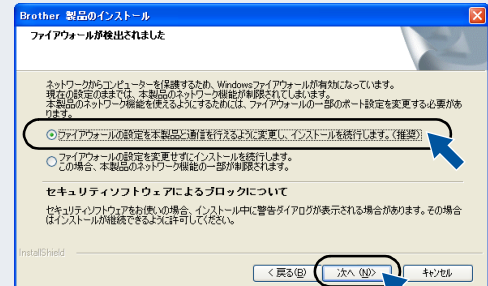 Brother 製品のインストール
ファイアウォールが検出されました
ネットワークからコンピューターを保護するため、Windowsファイアウォールが有効になっています。
現在の設定のままでは、本製品のネットワーク機能が制限されてしまいます。
本製品のネットワーク機能を使えるようにするためには、ファイアウォールの一部のポート設定を変更する必要があ
ります。
ファイアウォールの設定を本製品と通信を行えるように変更し、インストールを続行します。(推奨)
ファイアウォールの設定を変更せずにインストールを続行します。
この場合、本製品のネットワーク機能の一部が制限されます。
セキュリティソフトウェアによるブロックについて
セキュリティソフトウェアをお使いの場合、インストール中に警告ダイアログが表示される場合があります。その場合
はインストールが継続できるように許可してください。
InstallShield
< 戻る(B)
次へ (N)>
キャンセル